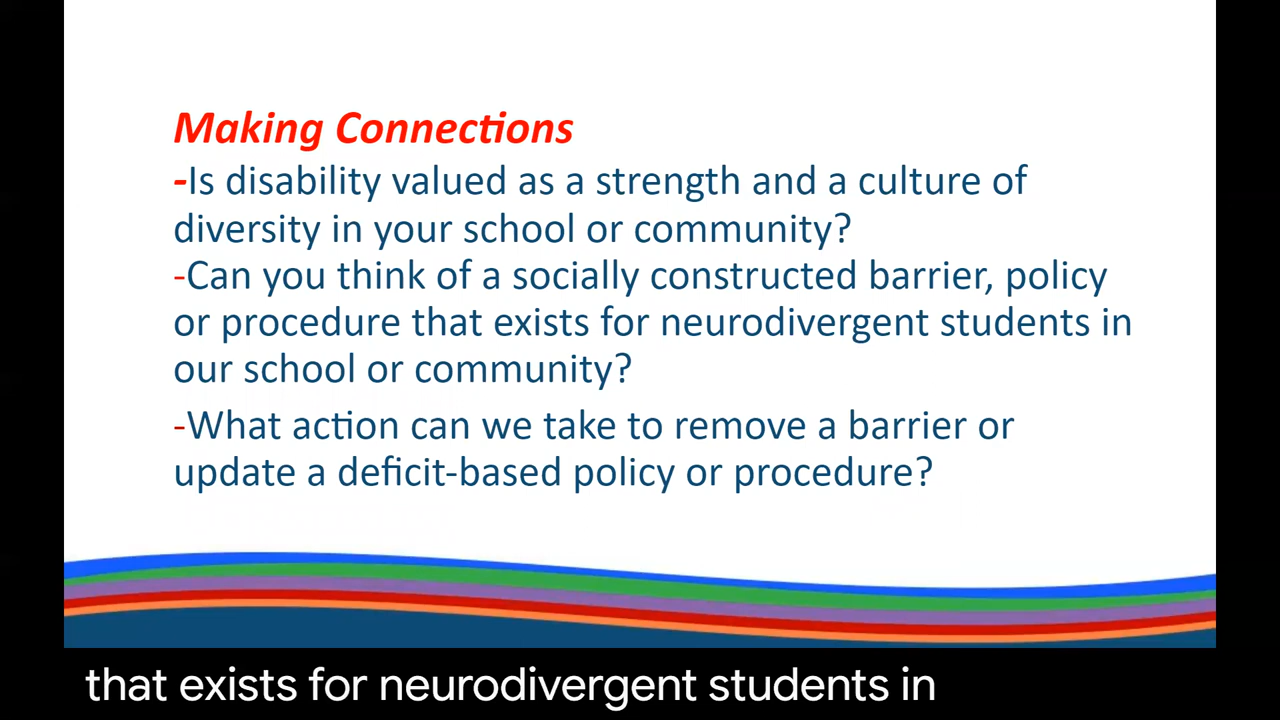 Making Connections
-Is disability valued as a strength and a culture of
diversity in your school or community?
-Can you think of a socially constructed barrier, policy
or procedure that exists for neurodivergent students in
our school or community?
-What action can we take to remove a barrier or
update a deficit-based policy or procedure?
that exists for neurodivergent students in